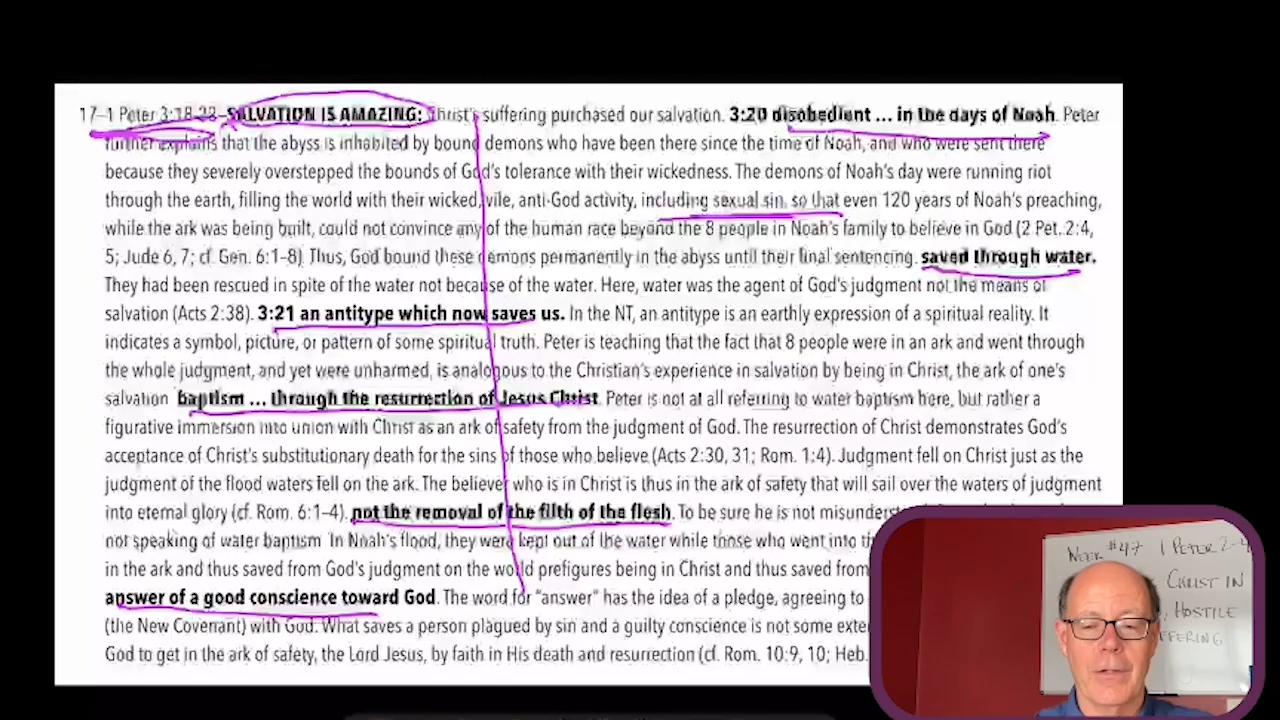 17–1 Peter 3:18-22–SALVATION IS AMAZING: Christ's suffering purchased our salvation. 3:20 disobedient ... in the days of Noah. Peter
further explains that the abyss is inhabited by bound demons who have been there since the time of Noah, and who were sent there
because they severely overstepped the bounds of God's tolerance with their wickedness. The demons of Noah's day were running riot
through the earth, filling the world with their wicked, vile, anti-God activity, including sexual sin, so that even 120 years of Noah's preaching,
while the ark was being built, could not convince any of the human race beyond the 8 people in Noah's family to believe in God (2 Pet. 2:4,
5; Jude 6, 7; cf. Gen. 6:1–8) Thus, God bound these demons permanently in the abyss until their final sentencing. saved through water.
They had been rescued in spite of the water not because of the water. Here, water was the agent of God's judgment not the means of
salvation (Acts 2:38). 3:21 an antitype which now saves us. In the NT, an antitype is an earthly expression of a spiritual reality. It
indicates a symbol, picture, or pattern of some spiritual truth. Peter is teaching that the fact that 8 people were in an ark and went through
the whole judgment, and yet were unharmed, is analogous to the Christian's experience in salvation by being in Christ, the ark of one's
salvation baptism ... through the resurrection of Jesus Christ. Peter is not at all referring to water baptism here, but rather a
figurative immersion into union with Christ as an ark of safety from the judgment of God. The resurrection of Christ demonstrates God's
acceptance of Christ's substitutionary death for the sins of those who believe (Acts 2:30, 31; Rom. 1:4). Judgment fell on Christ just as the
judgment of the flood waters fell on the ark. The believer who is in Christ is thus in the ark of safety that will sail over the waters of judgment
into eternal glory (cf. Rom. 6:1–4). not the removal of the filth of the flesh. To be sure he is not misunderst
not speaking of water baptism In Noah's flood, they were kept out of the water while those who went into
in the ark and thus saved from God's judgment on the world prefigures being in Christ and thus saved from
answer of a good conscience toward God. The word for "answer" has the idea of a pledge, agreeing to
(the New Covenant) with God. What saves a person plagued by sin and a guilty conscience is not some exter
God to get in the ark of safety, the Lord Jesus, by faith in His death and resurrection (cf. Rom. 10:9, 10; Heb.
WEEK #47 1 PETER 2-4
CHRIST IN
HOSTILE
FFERING